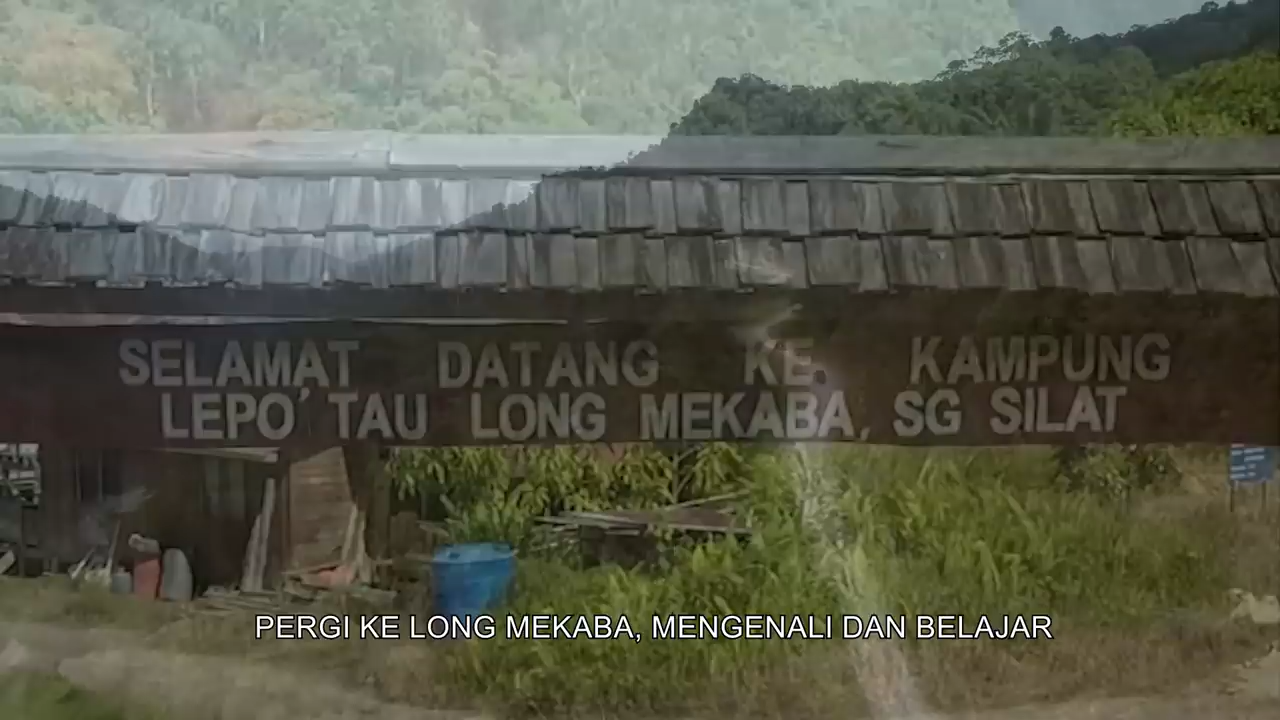 SELAMAT DATANG KE. KAMPUNG
LEPO' TAU LONG MEKABA, SG SILAT
PERGI KE LONG MEKABA, MENGENALI DAN BELAJAR